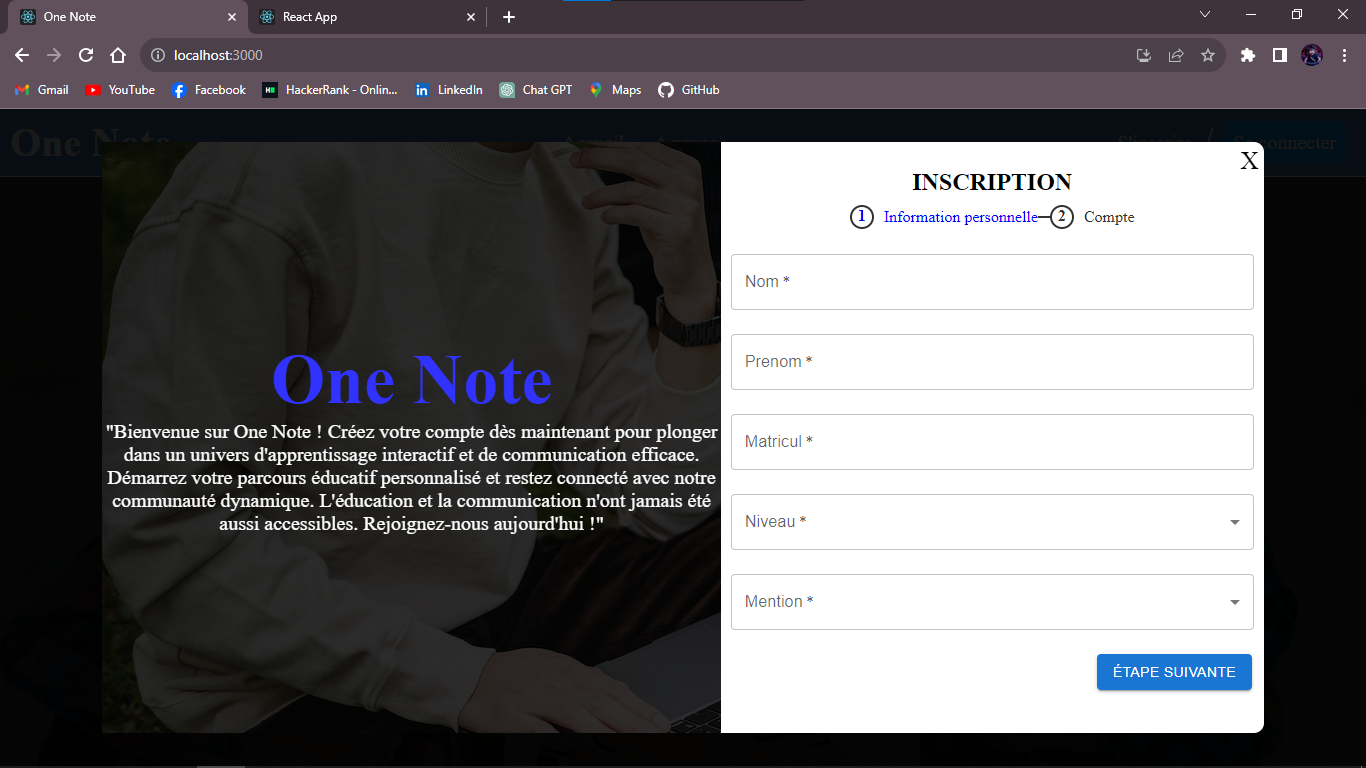 One Note
React App
localhost:3000
Gmail
YouTube
Facebook
HackerRank - Onlin...
LinkedIn
Chat GPT
Maps
GitHub
One Note
X
INSCRIPTION
1 Information personnelle 2 Compte
Nom *
Prenom *
Matricul *
Niveau *
Mention *
ÉTAPE SUIVANTE
One Note
"Bienvenue sur One Note ! Créez votre compte dès maintenant pour plonger
dans un univers d'apprentissage interactif et de communication efficace.
Démarrez votre parcours éducatif personnalisé et restez connecté avec notre
communauté dynamique. L'éducation et la communication n'ont jamais été
aussi accessibles. Rejoignez-nous aujourd'hui !"